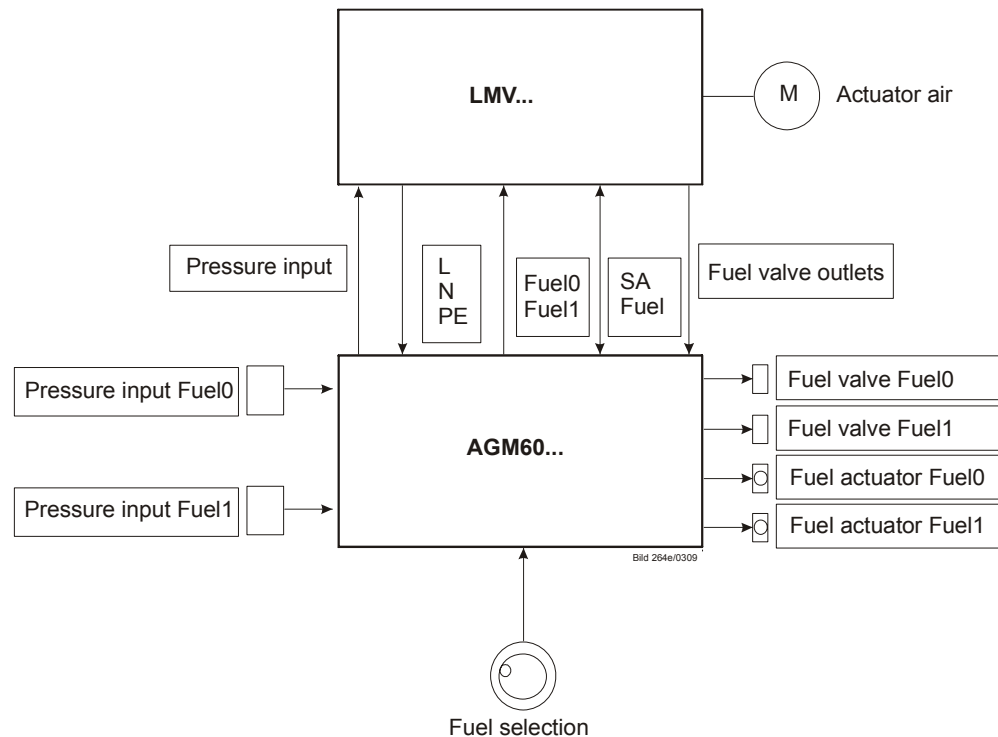 LMV...
M
Actuator air
Pressure input
L
N
PE
Fuel0
Fuel1
SA
Fuel
Fuel valve outlets
Pressure input Fuel0
Pressure input Fuel1
AGM60...
Fuel valve Fuel0
Fuel valve Fuel1
Fuel actuator Fuel0
Fuel actuator Fuel1
Bild 264e/0309
Fuel selection